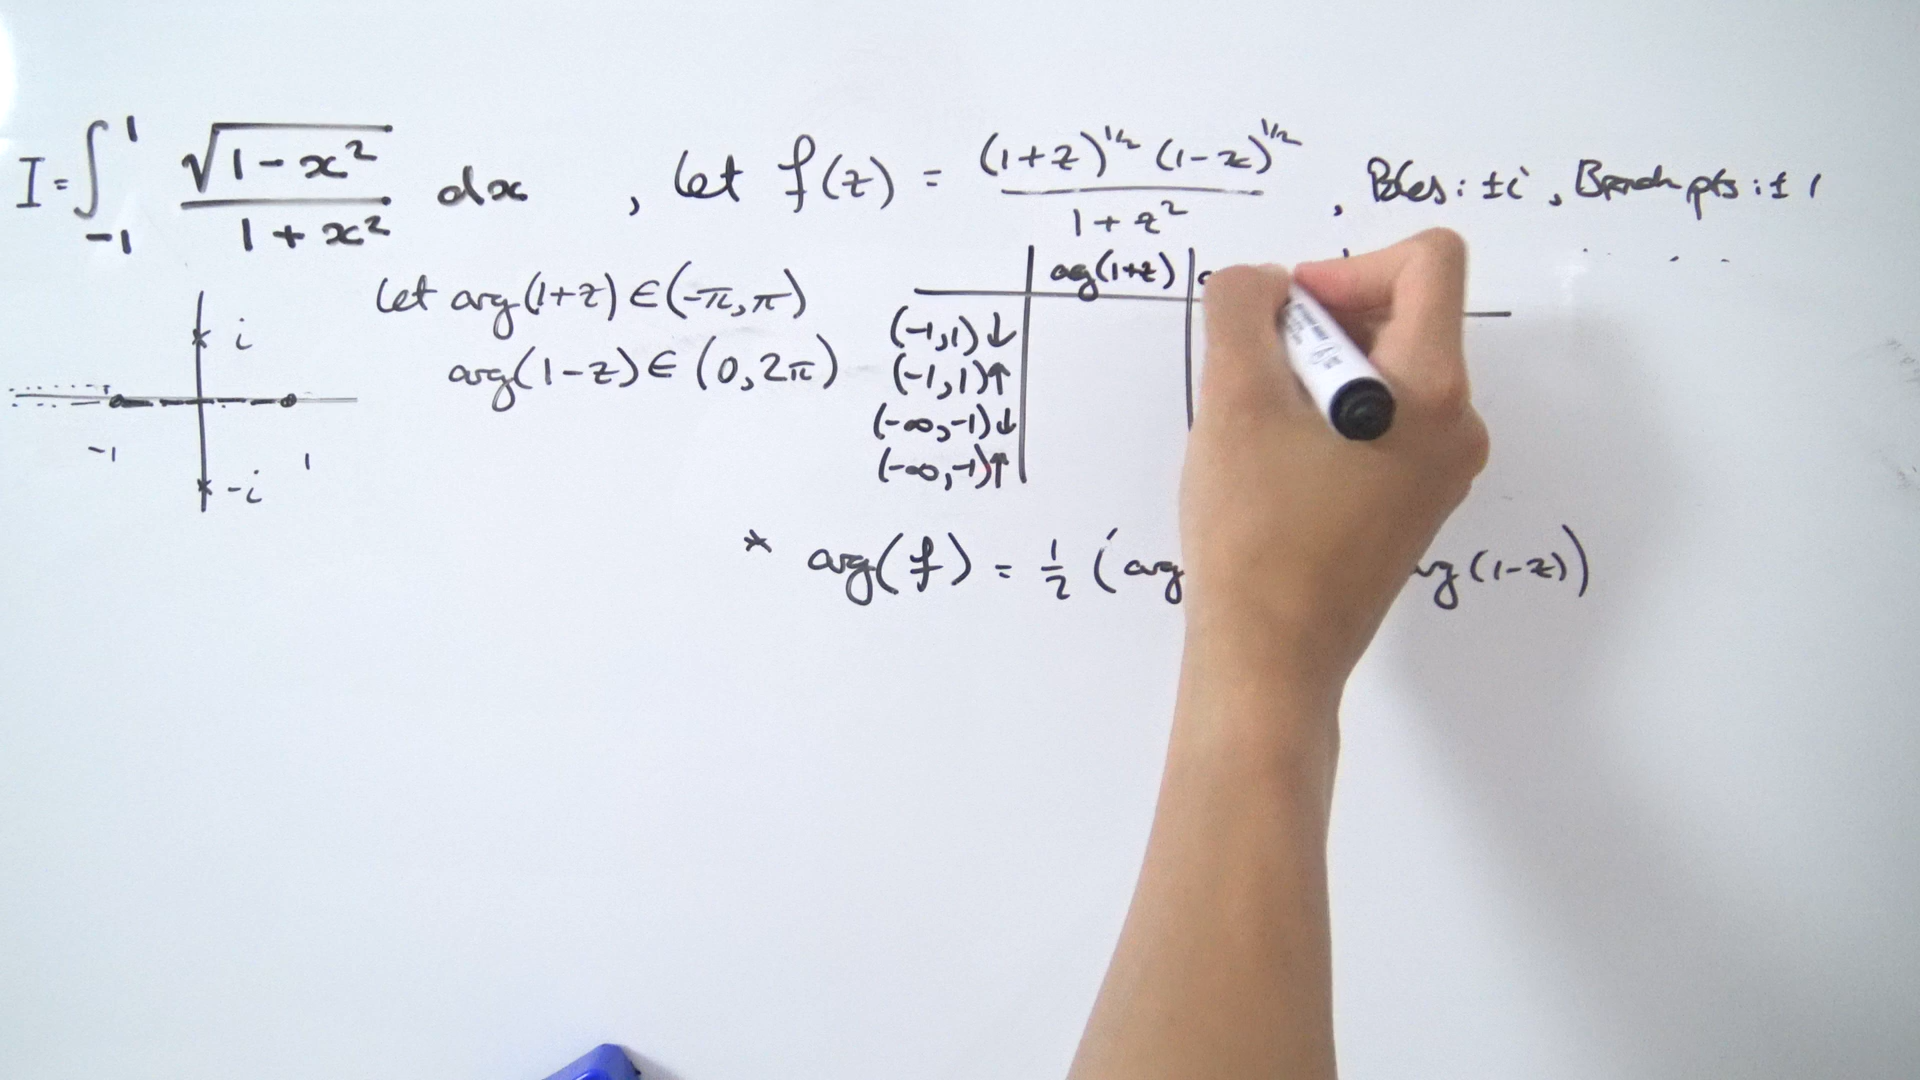 I = ∫₋₁¹ √(1-x²) / (1+x²) dx , Let f(z) = (1+z)^1/2 (1-z)^1/2 / (1+z²) , Poles: ±i , Branch pts: ±1
Let arg(1+z) ∈ (-π, π)
arg(1-z) ∈ (0, 2π)
arg(1+z)
(-1,1)↓
(-1,1)↑
(-∞,-1)↓
(-∞,-1)↑
i
-1
1
-i
* arg(f) = 1/2 (arg arg(1-z))